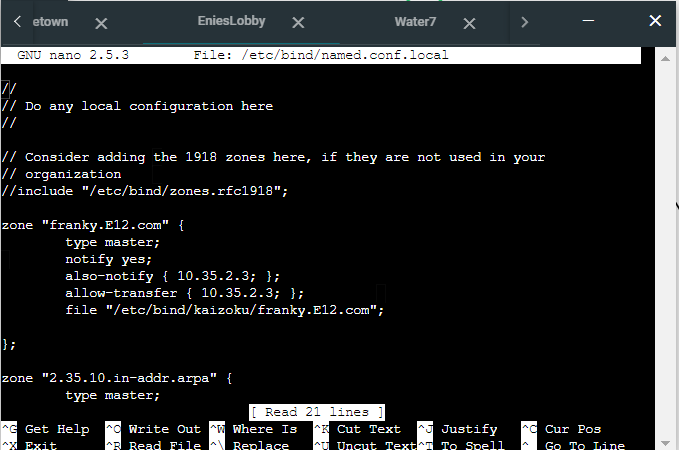 etown EniesLobby Water7
GNU nano 2.5.3 File: /etc/bind/named.conf.local
//
// Do any local configuration here
//
// Consider adding the 1918 zones here, if they are not used in your
// organization
//include "/etc/bind/zones.rfc1918";
zone "franky.E12.com" {
type master;
notify yes;
also-notify { 10.35.2.3; };
allow-transfer { 10.35.2.3; };
file "/etc/bind/kaizoku/franky.E12.com";
};
zone "2.35.10.in-addr.arpa" {
type master;
[ Read 21 lines ]
^G Get Help ^O Write Out ^W Where Is ^K Cut Text ^J Justify ^C Cur Pos
^X Exit ^R Read File ^\ Replace ^U Uncut Text ^T To Spell ^_ Go To Line